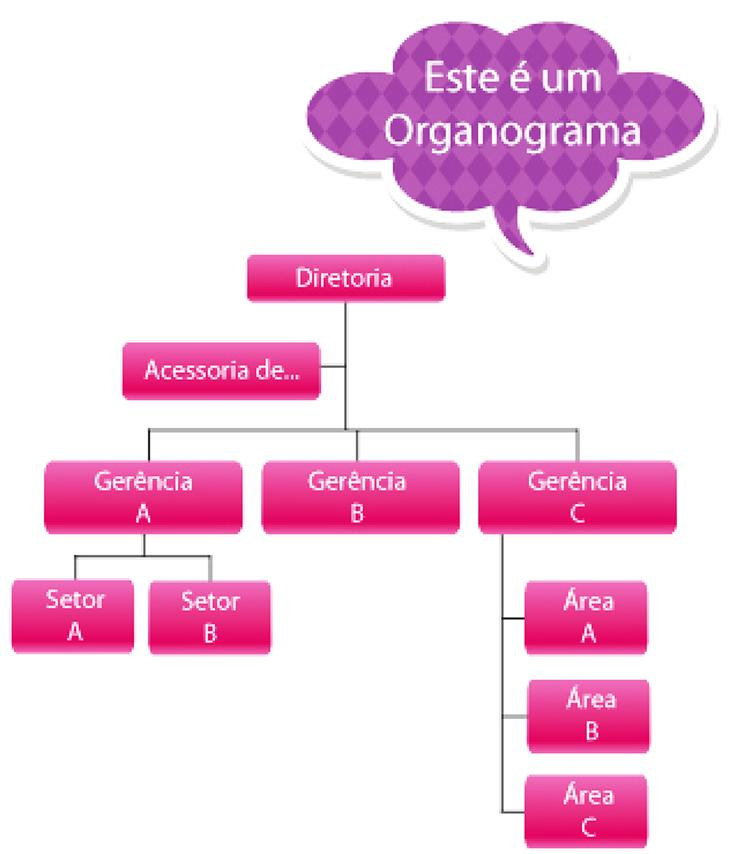 Este é um
Organograma
Diretoria
Acessoria de...
Gerência
A
Gerência
B
Gerência
C
Setor
A
Setor
B
Área
A
Área
B
Área
C